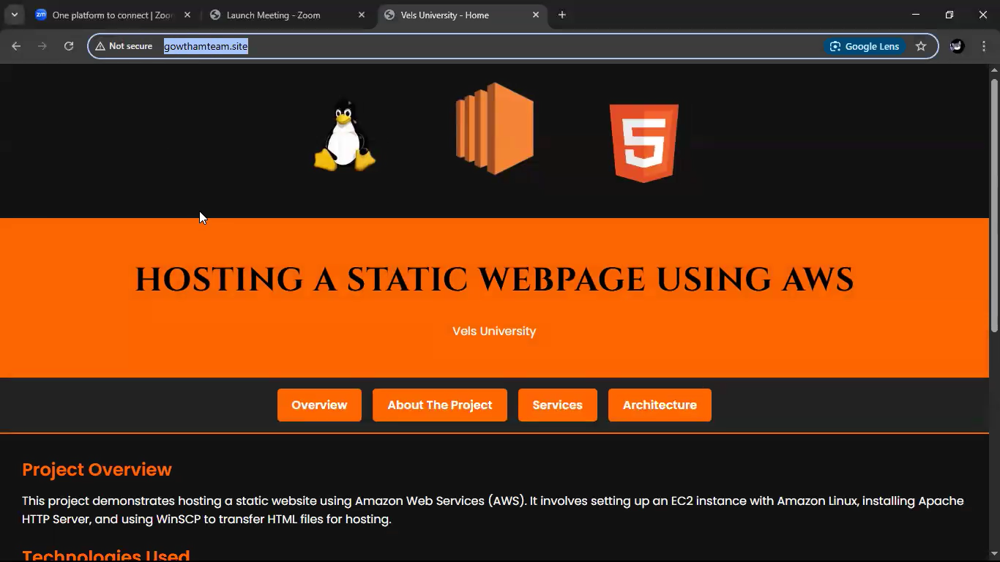 zm One platform to connect | Zoo
Launch Meeting - Zoom
Vels University - Home
Not secure
gowthamteam.site
Google Lens
5
HOSTING A STATIC WEBPAGE USING AWS
Vels University
Overview
About The Project
Services
Architecture
Project Overview
This project demonstrates hosting a static website using Amazon Web Services (AWS). It involves setting up an EC2 instance with Amazon Linux, installing Apache
HTTP Server, and using WinSCP to transfer HTML files for hosting.
Technologies Used